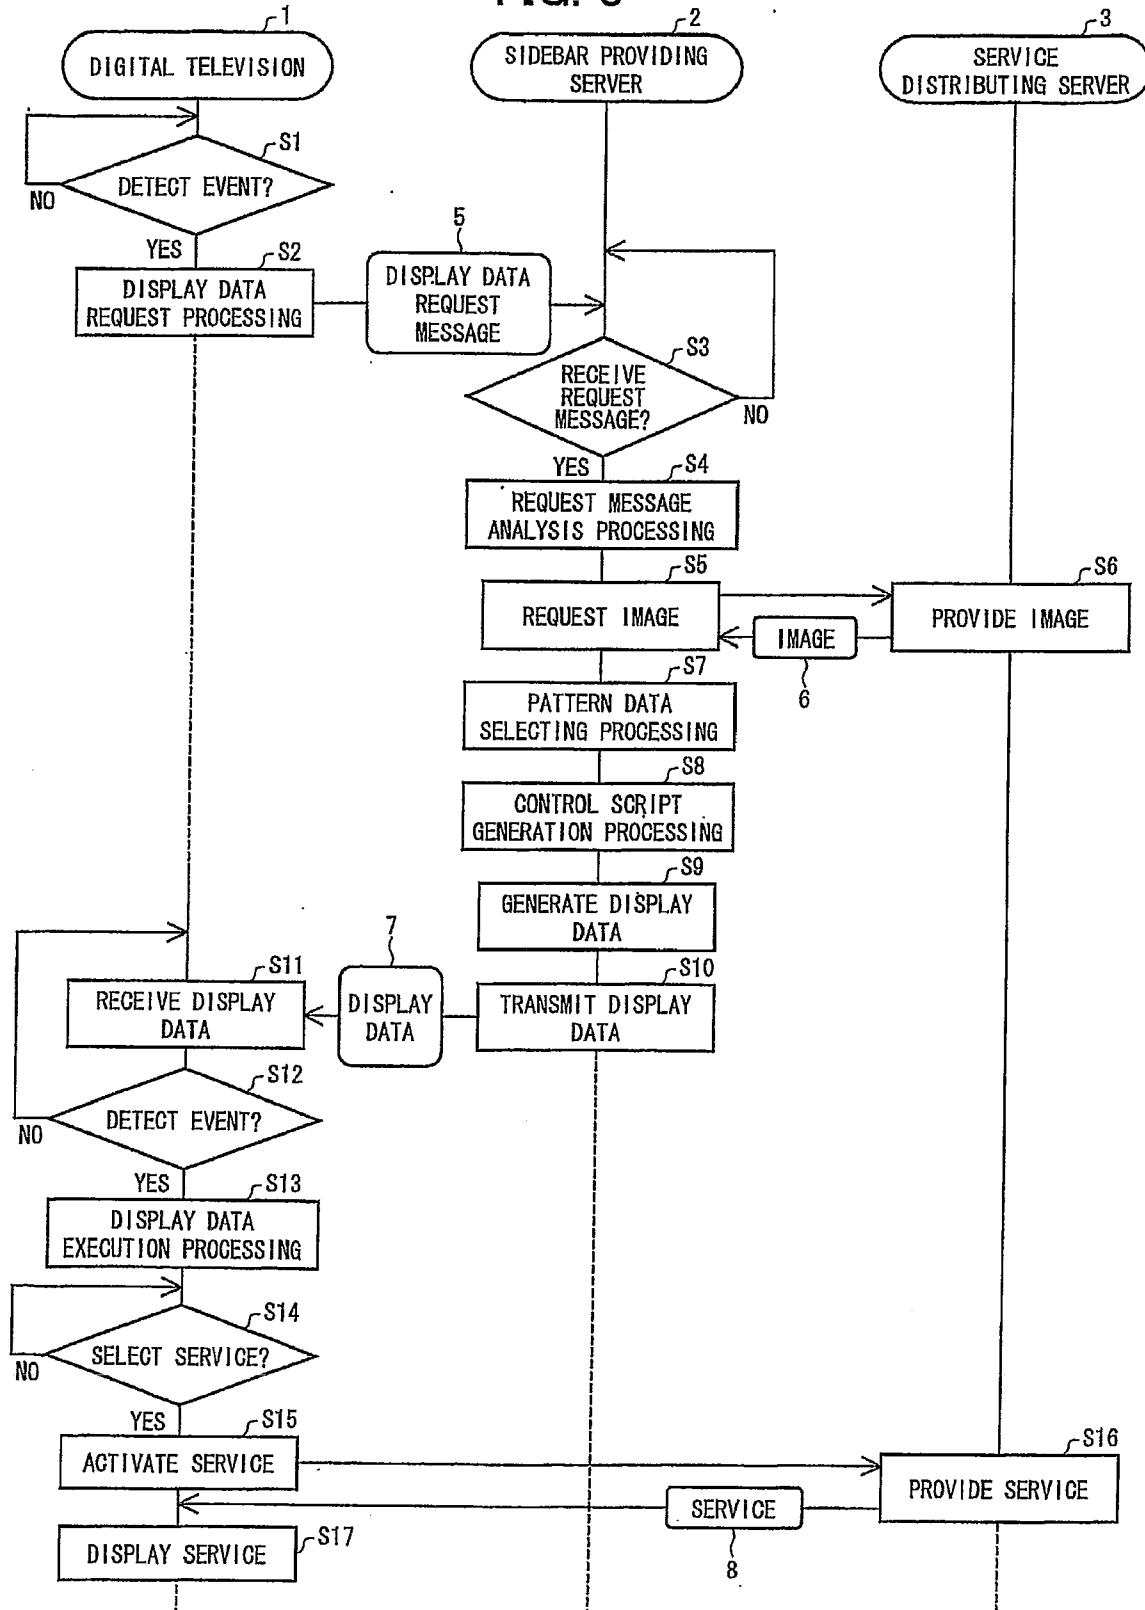 1
2
3
DIGITAL TELEVISION
SIDEBAR PROVIDING
SERVER
SERVICE
DISTRIBUTING SERVER
S1
DETECT EVENT?
NO
YES
S2
DISPLAY DATA
REQUEST PROCESSING
5
DISPLAY DATA
REQUEST
MESSAGE
S3
RECEIVE
REQUEST
MESSAGE?
NO
YES
S4
REQUEST MESSAGE
ANALYSIS PROCESSING
S5
REQUEST IMAGE
S6
PROVIDE IMAGE
IMAGE
6
S7
PATTERN DATA
SELECTING PROCESSING
S8
CONTROL SCRIPT
GENERATION PROCESSING
S9
GENERATE DISPLAY
DATA
S10
TRANSMIT DISPLAY
DATA
7
DISPLAY
DATA
S11
RECEIVE DISPLAY
DATA
S12
DETECT EVENT?
NO
YES
S13
DISPLAY DATA
EXECUTION PROCESSING
S14
SELECT SERVICE?
NO
YES
S15
ACTIVATE SERVICE
S16
PROVIDE SERVICE
SERVICE
8
S17
DISPLAY SERVICE